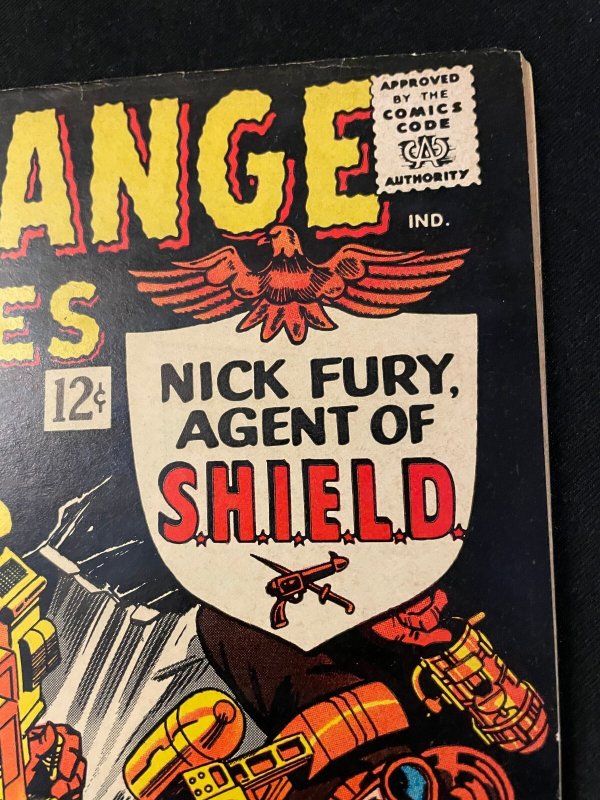 ANGE
APPROVED
BY THE
COMICS
CODE
CA
AUTHORITY
IND.
ES
12¢
NICK FURY,
AGENT OF
S.H.I.E.L.D.